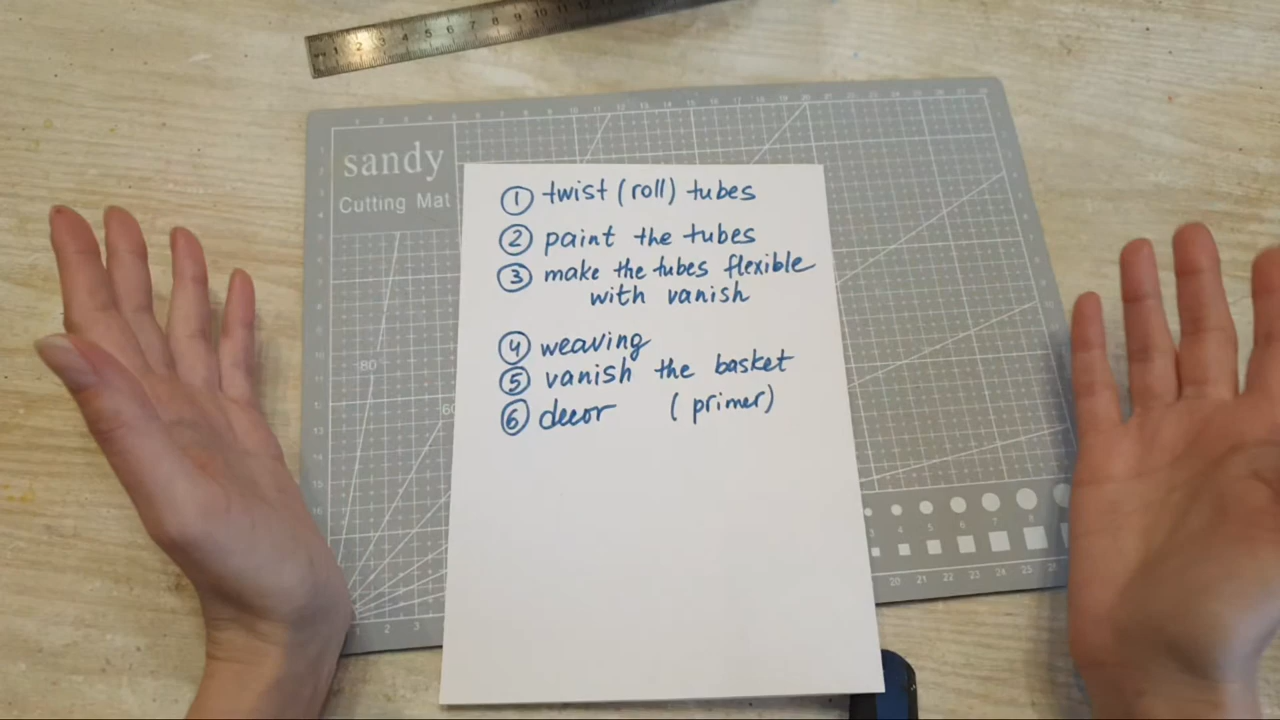 sandy
Cutting Mat
① twist (roll) tubes
② paint the tubes
③ make the tubes flexible
with vanish
④ weaving
⑤ vanish the basket
⑥ decor (primer)